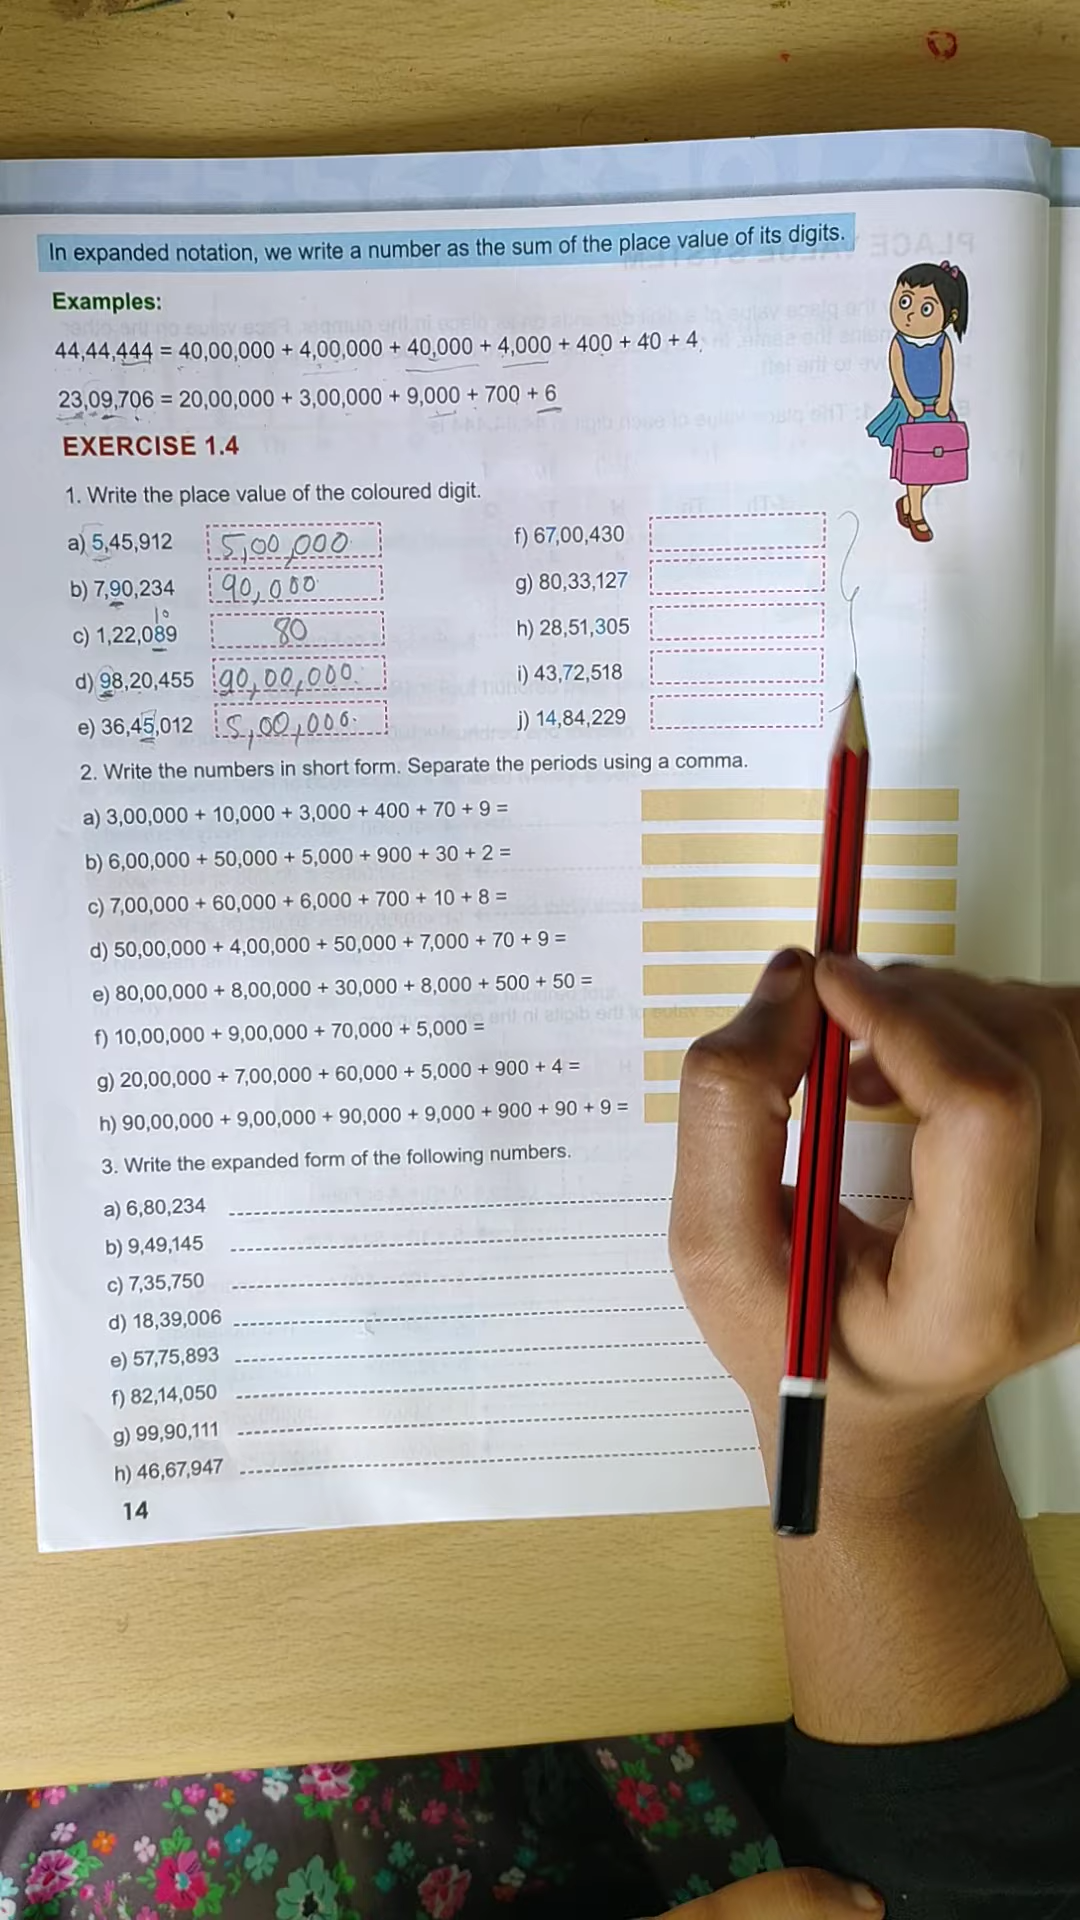 In expanded notation, we write a number as the sum of the place value of its digits.
Examples:
44,44,444 = 40,00,000 + 4,00,000 + 40,000 + 4,000 + 400 + 40 + 4
23,09,706 = 20,00,000 + 3,00,000 + 9,000 + 700 + 6
EXERCISE 1.4
1. Write the place value of the coloured digit.
a) 5,45,912 5,00,000
b) 7,90,234 90,000
10
c) 1,22,089 80
d) 98,20,455 90,00,000
e) 36,45,012 5,00,000
f) 67,00,430
g) 80,33,127
h) 28,51,305
i) 43,72,518
j) 14,84,229
2. Write the numbers in short form. Separate the periods using a comma.
a) 3,00,000 + 10,000 + 3,000 + 400 + 70 + 9 =
b) 6,00,000 + 50,000 + 5,000 + 900 + 30 + 2 =
c) 7,00,000 + 60,000 + 6,000 + 700 + 10 + 8 =
d) 50,00,000 + 4,00,000 + 50,000 + 7,000 + 70 + 9 =
e) 80,00,000 + 8,00,000 + 30,000 + 8,000 + 500 + 50 =
f) 10,00,000 + 9,00,000 + 70,000 + 5,000 =
g) 20,00,000 + 7,00,000 + 60,000 + 5,000 + 900 + 4 =
h) 90,00,000 + 9,00,000 + 90,000 + 9,000 + 900 + 90 + 9 =
3. Write the expanded form of the following numbers.
a) 6,80,234
b) 9,49,145
c) 7,35,750
d) 18,39,006
e) 57,75,893
f) 82,14,050
g) 99,90,111
h) 46,67,947
14